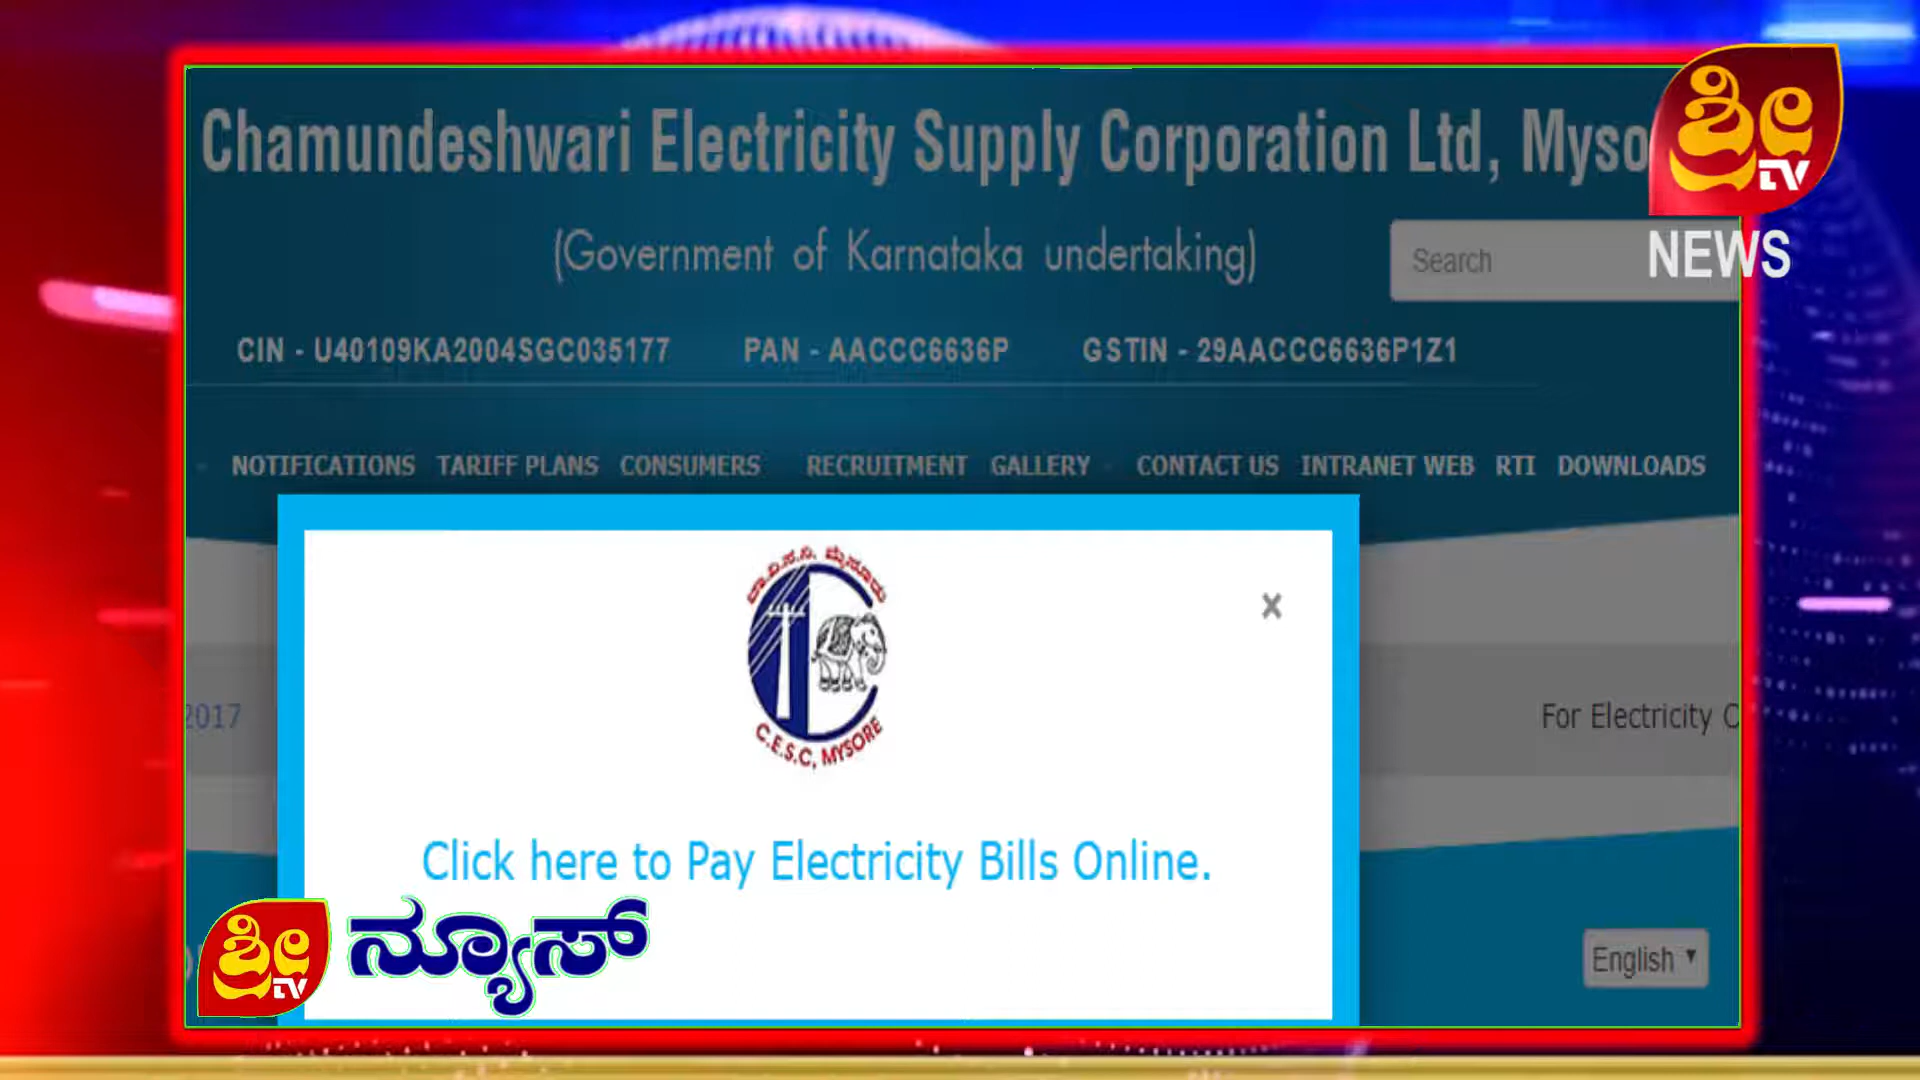 Chamundeshwari Electricity Supply Corporation Ltd, Myso
ಶ್ರೀ
TV
NEWS
(Government of Karnataka undertaking)
Search
CIN - U40109KA2004SGC035177 PAN - AACCC6636P GSTIN - 29AACCC6636P1Z1
NOTIFICATIONS TARIFF PLANS CONSUMERS RECRUITMENT GALLERY CONTACT US INTRANET WEB RTI DOWNLOADS
ಚಾ.ವಿ.ಸ.ನಿ. ಮೈಸೂರು
×
C.E.S.C, MYSORE
2017
For Electricity
Click here to Pay Electricity Bills Online.
ಶ್ರೀ
TV
ನ್ಯೂಸ್
English